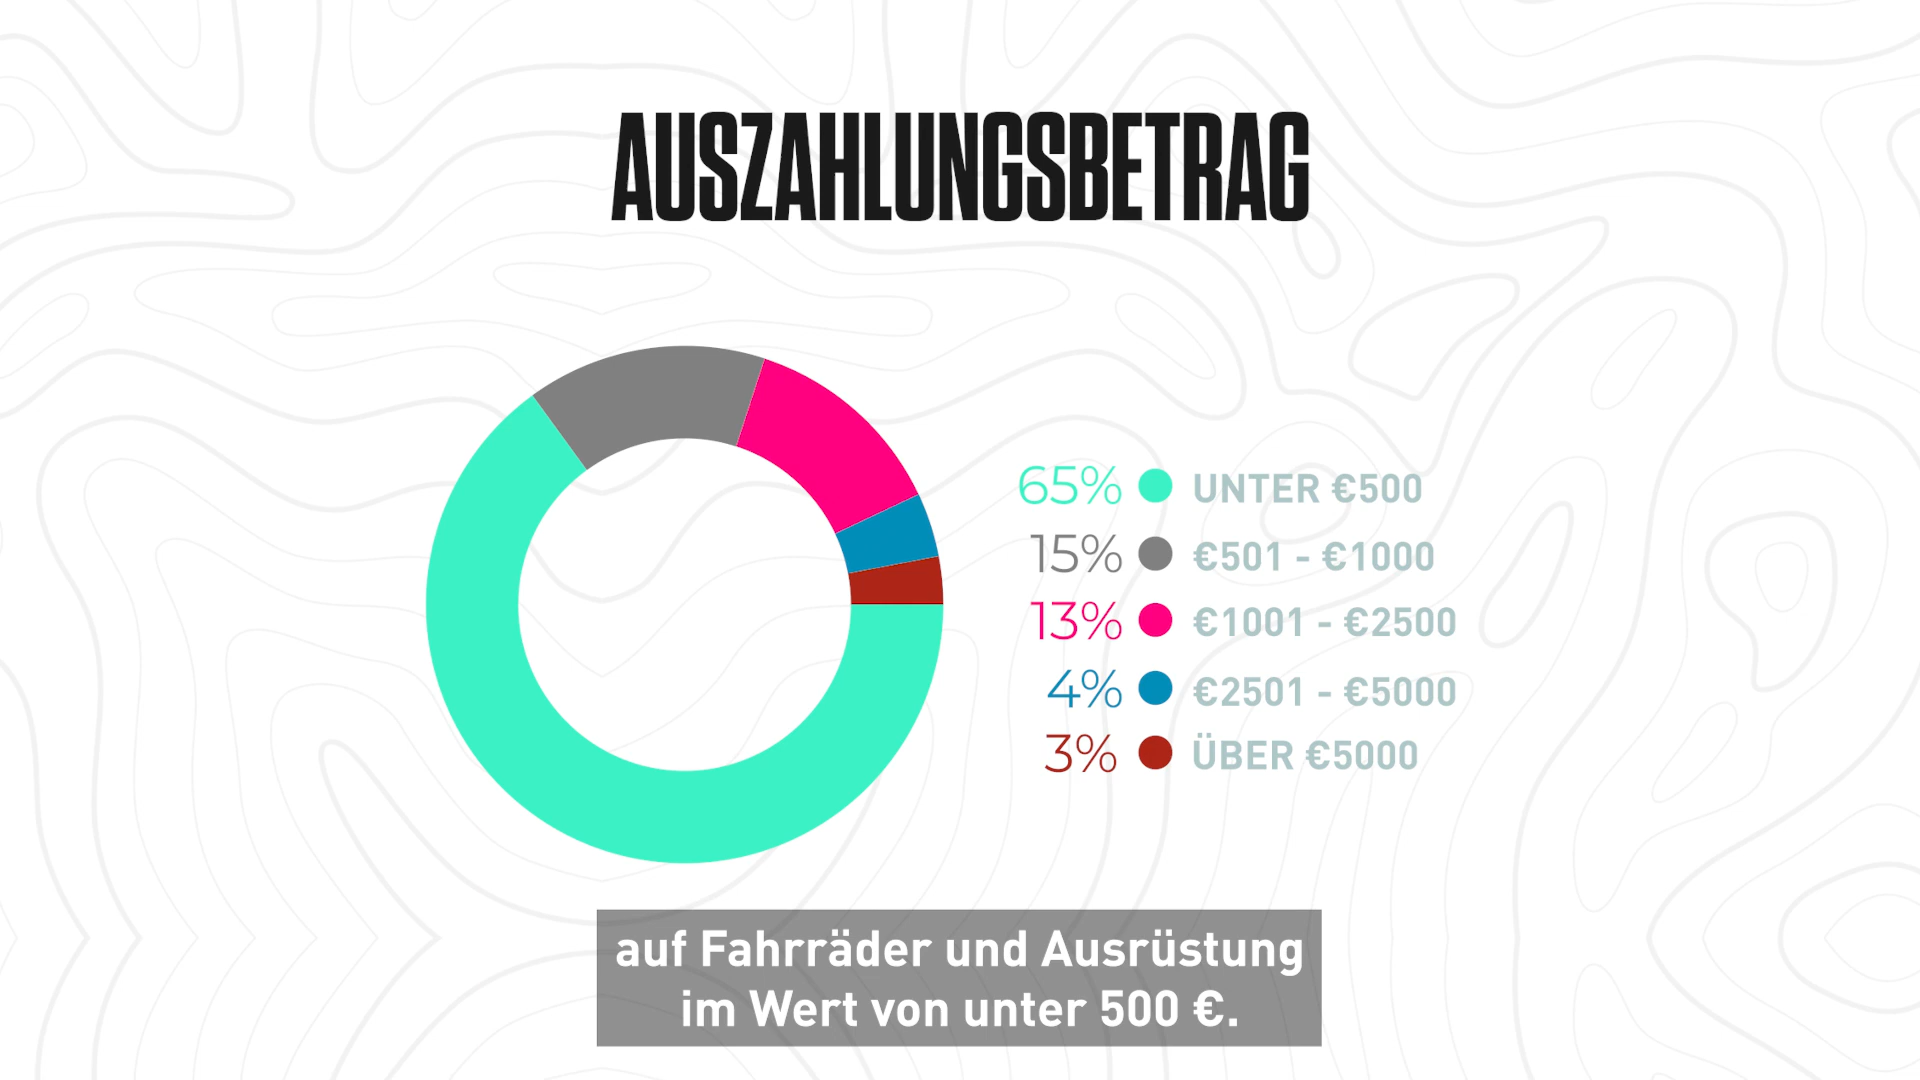 AUSZAHLUNGSBETRAG
65% UNTER €500
15% €501 - €1000
13% €1001 - €2500
4% €2501 - €5000
3% ÜBER €5000
auf Fahrräder und Ausrüstung
im Wert von unter 500 €.